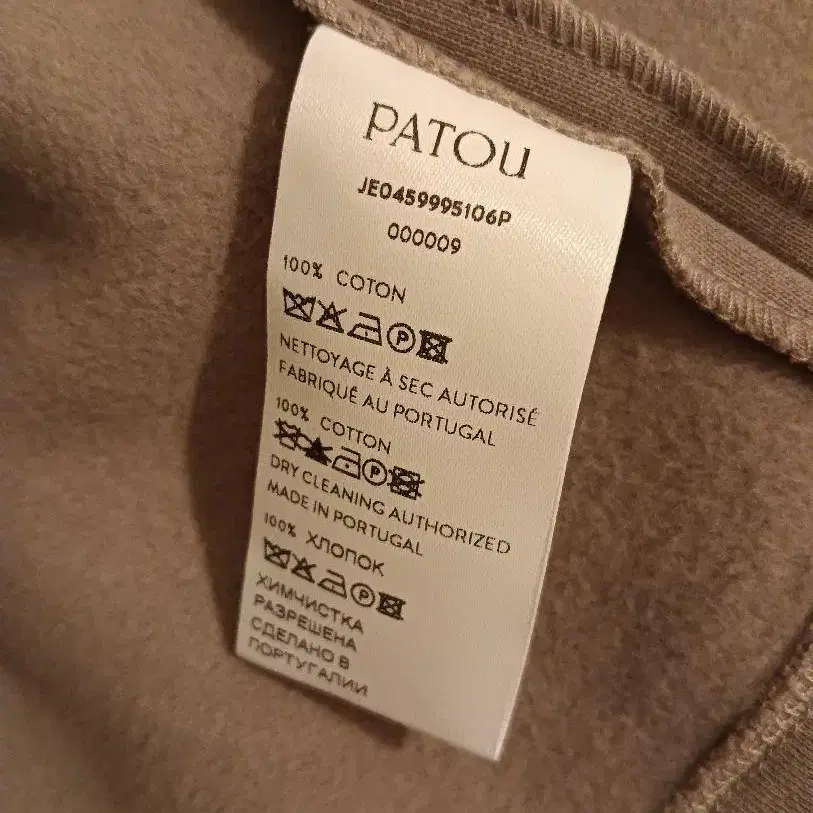 PATOU
JE0459995106P
000009
100% COTON
P
NETTOYAGE À SEC AUTORISÉ
FABRIQUÉ AU PORTUGAL
100% COTTON
P
DRY CLEANING AUTHORIZED
MADE IN PORTUGAL
100% ХЛОПОК
P
ХИМЧИСТКА
РАЗРЕШЕНА
СДЕЛАНО В
ПОРТУГАЛИИ